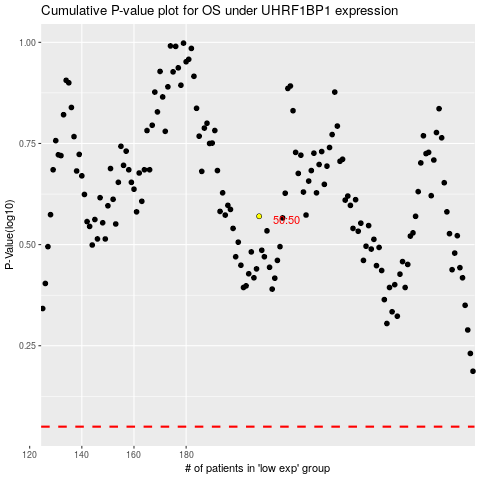 Cumulative P-value plot for OS under UHRF1BP1 expression
P-Value(log10)
1.00
0.75
0.50
0.25
50:50
120 140 160 180
# of patients in 'low exp' group